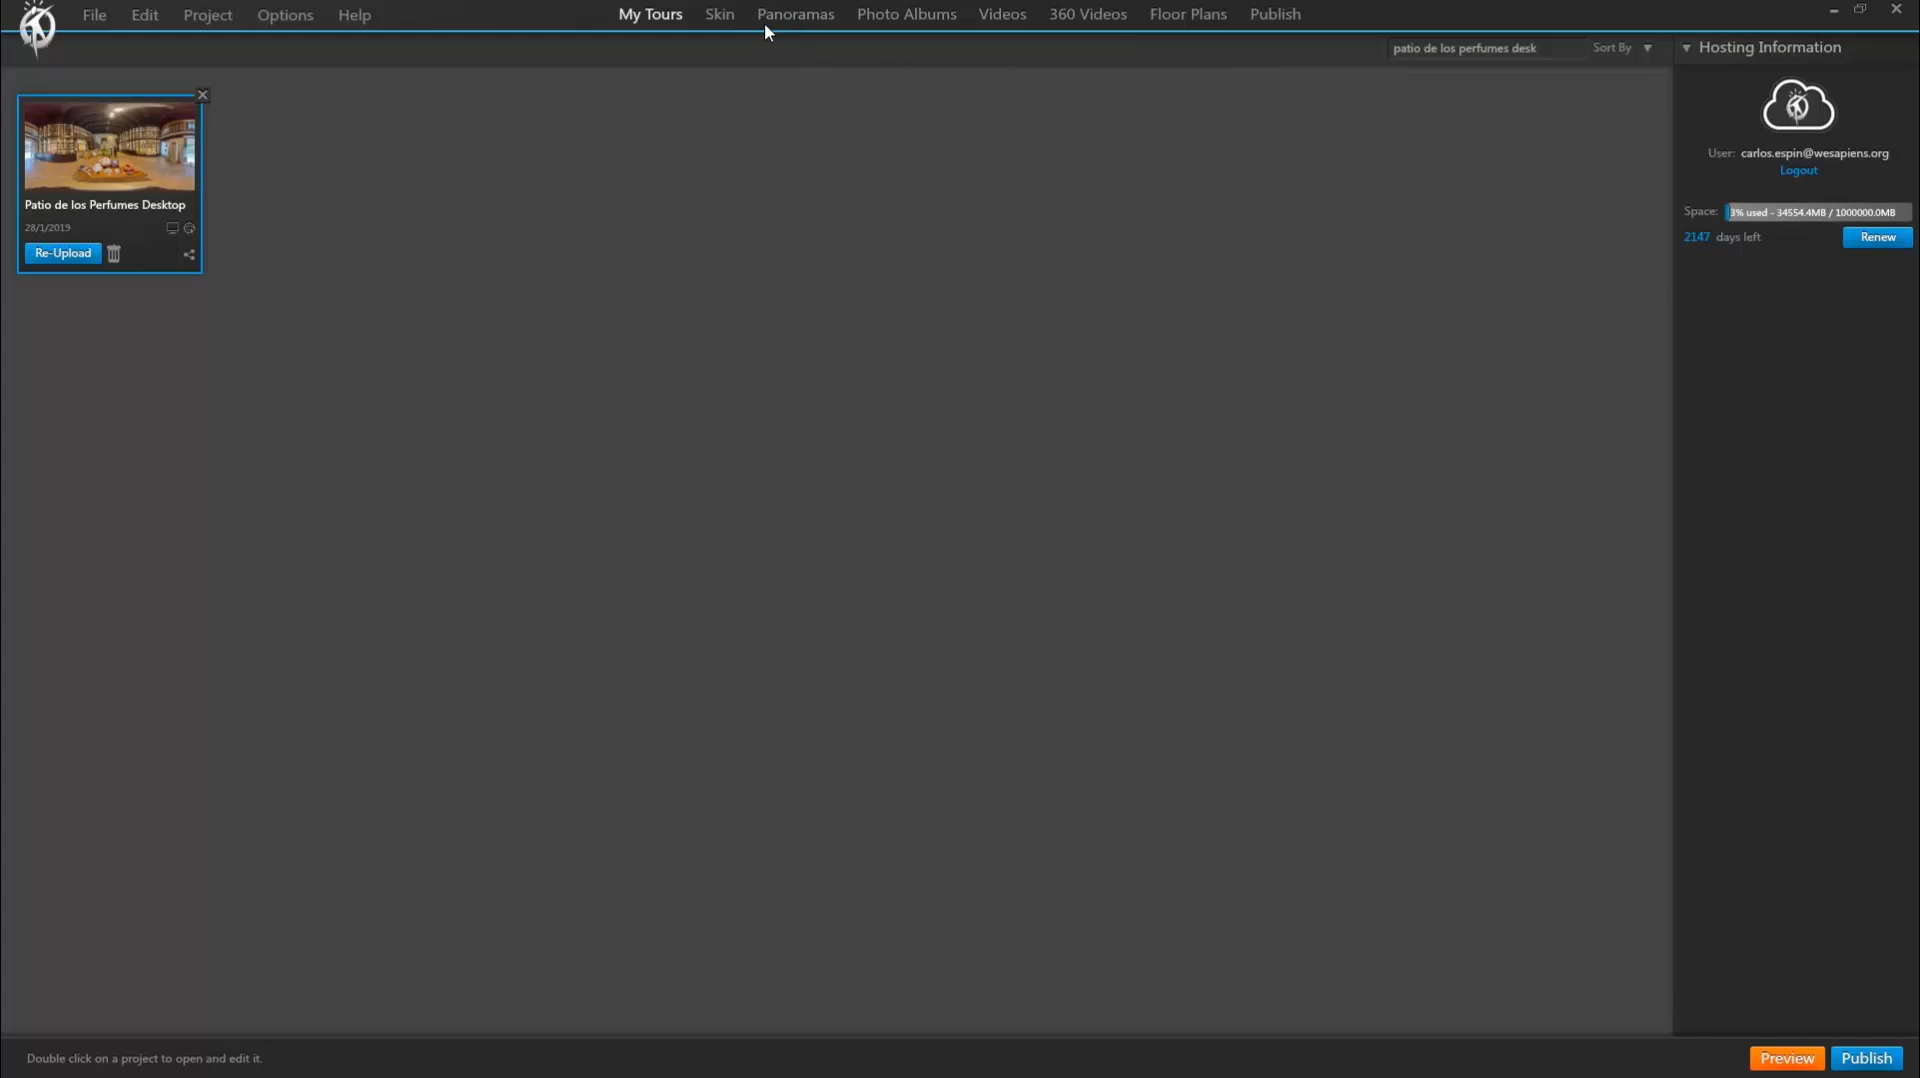 File Edit Project Options Help My Tours Skin Panoramas Photo Albums Videos 360 Videos Floor Plans Publish
patio de los perfumes desk Sort By Hosting Information
User: carlos.espin@wesapiens.org
Logout
Patio de los Perfumes Desktop
Space: 3% used - 34554.4MB / 1000000.0MB
28/1/2019
2147 days left Renew
Re-Upload
Double click on a project to open and edit it. Preview Publish